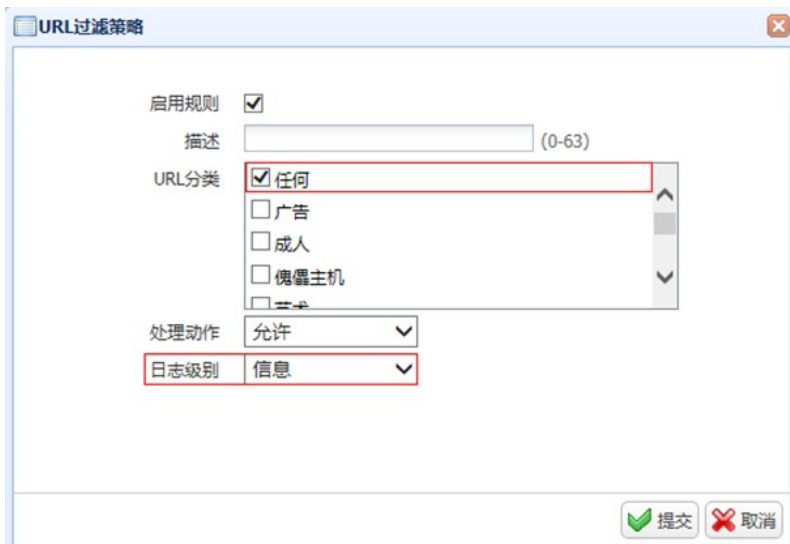 URL过滤策略
启用规则
描述 (0-63)
URL分类 任何
广告
成人
傀儡主机
处理动作 允许
日志级别 信息
提交 取消